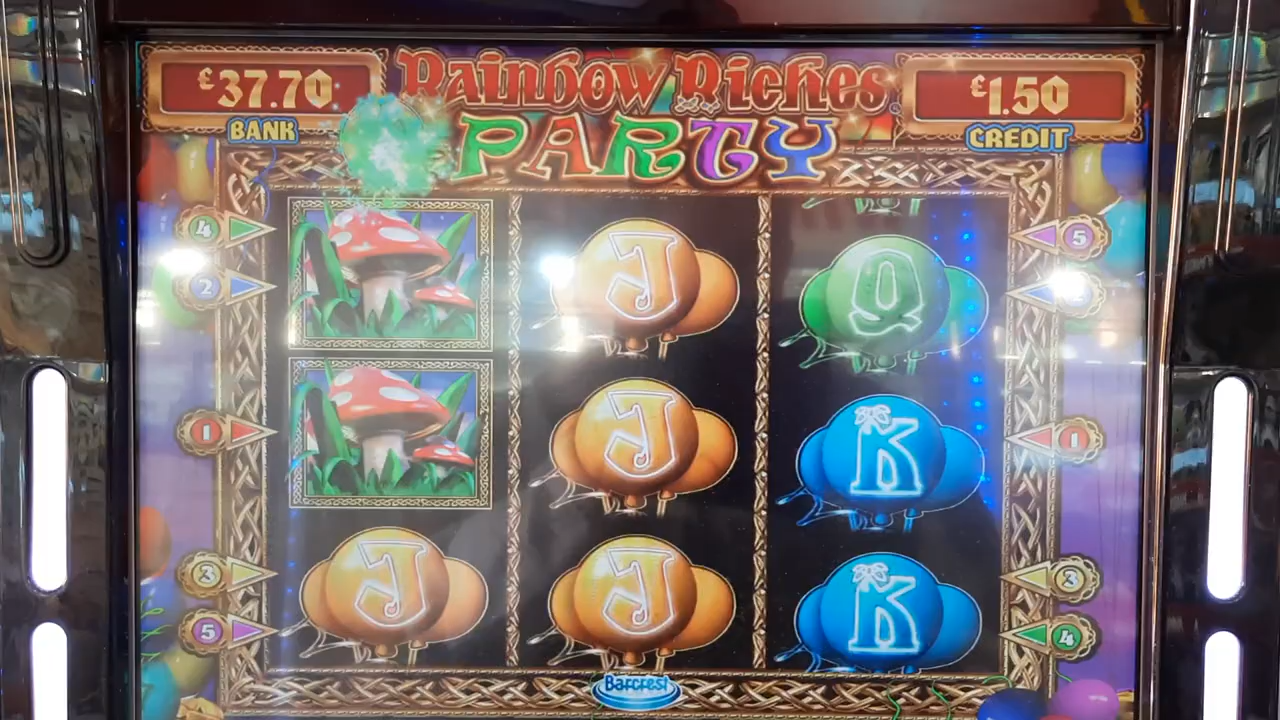 £37.70
Rainbow Riches
£1.50
BANK
PARTY
CREDIT
4
J
Q
5
2
2
1
J
K
1
3
J
J
K
3
5
4
Barcrest